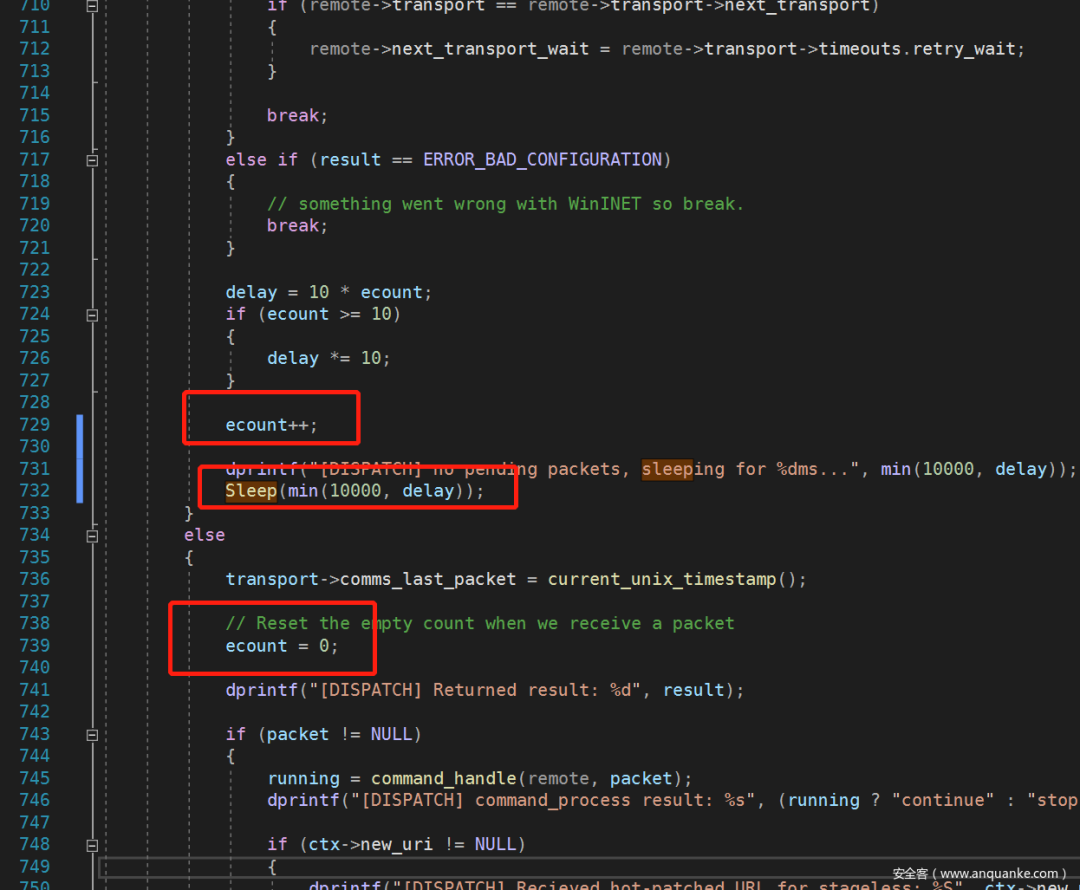 710 if (remote->transport == remote->transport->next_transport)
711 {
712 remote->next_transport_wait = remote->transport->timeouts.retry_wait;
713 }
714
715 break;
716 }
717 else if (result == ERROR_BAD_CONFIGURATION)
718 {
719 // something went wrong with WinINET so break.
720 break;
721 }
722
723 delay = 10 * ecount;
724 if (ecount >= 10)
725 {
726 delay *= 10;
727 }
728
729 ecount++;
730
731 dprintf("[DISPATCH] no pending packets, sleeping for %dms...", min(10000, delay));
732 Sleep(min(10000, delay));
733 }
734 else
735 {
736 transport->comms_last_packet = current_unix_timestamp();
737
738 // Reset the empty count when we receive a packet
739 ecount = 0;
740
741 dprintf("[DISPATCH] Returned result: %d", result);
742
743 if (packet != NULL)
744 {
745 running = command_handle(remote, packet);
746 dprintf("[DISPATCH] command_process result: %s", (running ? "continue" : "stop
747
748 if (ctx->new_uri != NULL)
749 {
750 dprintf("[DISPATCH] Recieved hot-patched URL for stageless: %S", ctx->new
安全客 ( www.anquanke.com )